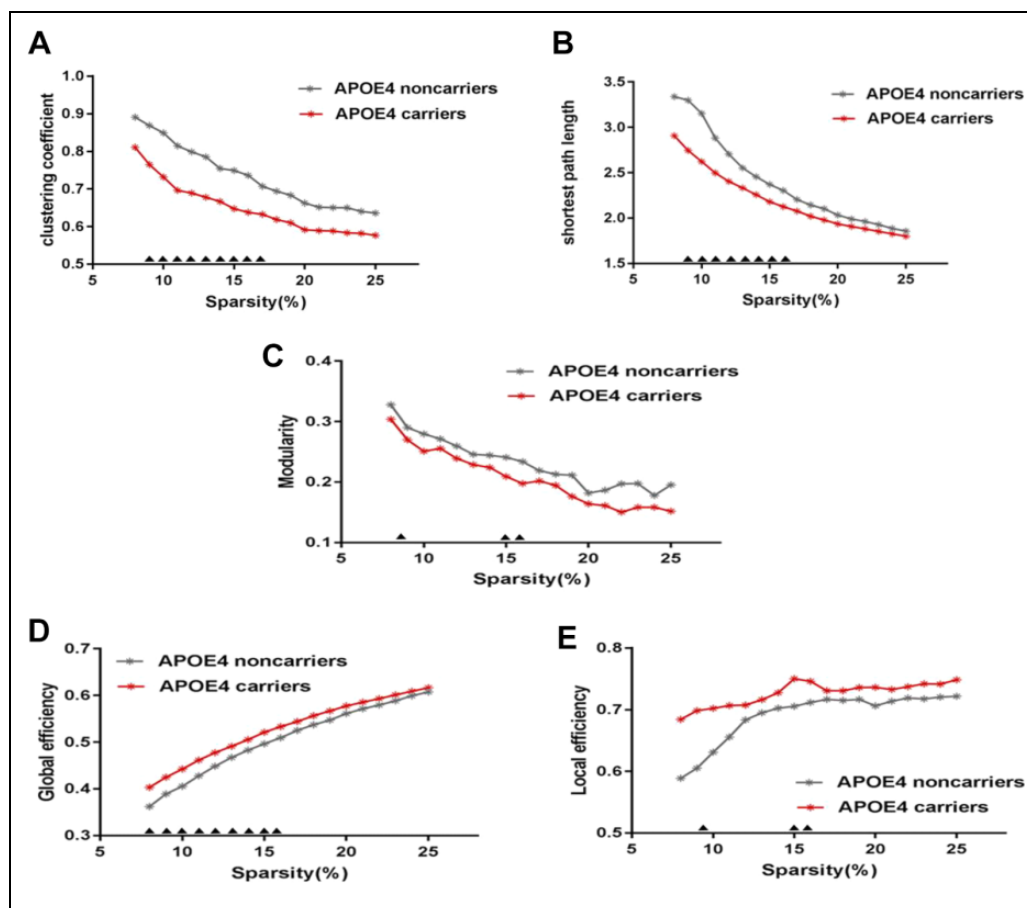 A
clustering coefficient
1.0
0.9
0.8
0.7
0.6
0.5
5
10
15
20
25
Sparsity(%)
APOE4 noncarriers
APOE4 carriers
B
shortest path length
3.5
3.0
2.5
2.0
1.5
5
10
15
20
25
Sparsity(%)
APOE4 noncarriers
APOE4 carriers
C
Modularity
0.4
0.3
0.2
0.1
5
10
15
20
25
Sparsity(%)
APOE4 noncarriers
APOE4 carriers
D
Global efficiency
0.7
0.6
0.5
0.4
0.3
5
10
15
20
25
Sparsity(%)
APOE4 noncarriers
APOE4 carriers
E
Local efficiency
0.8
0.7
0.6
0.5
5
10
15
20
25
Sparsity(%)
APOE4 noncarriers
APOE4 carriers